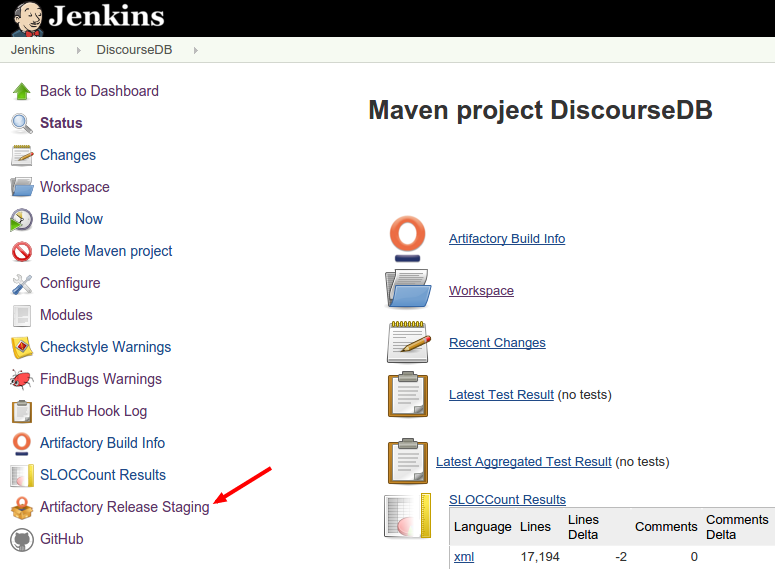 Jenkins
Jenkins DiscourseDB
Back to Dashboard
Status
Changes
Workspace
Build Now
Delete Maven project
Configure
Modules
Checkstyle Warnings
FindBugs Warnings
GitHub Hook Log
Artifactory Build Info
SLOCCount Results
Artifactory Release Staging
GitHub
Maven project DiscourseDB
Artifactory Build Info
Workspace
Recent Changes
Latest Test Result (no tests)
Latest Aggregated Test Result (no tests)
SLOCCount Results
Language Lines Lines Delta Comments Comments Delta
xml 17,194 -2 0